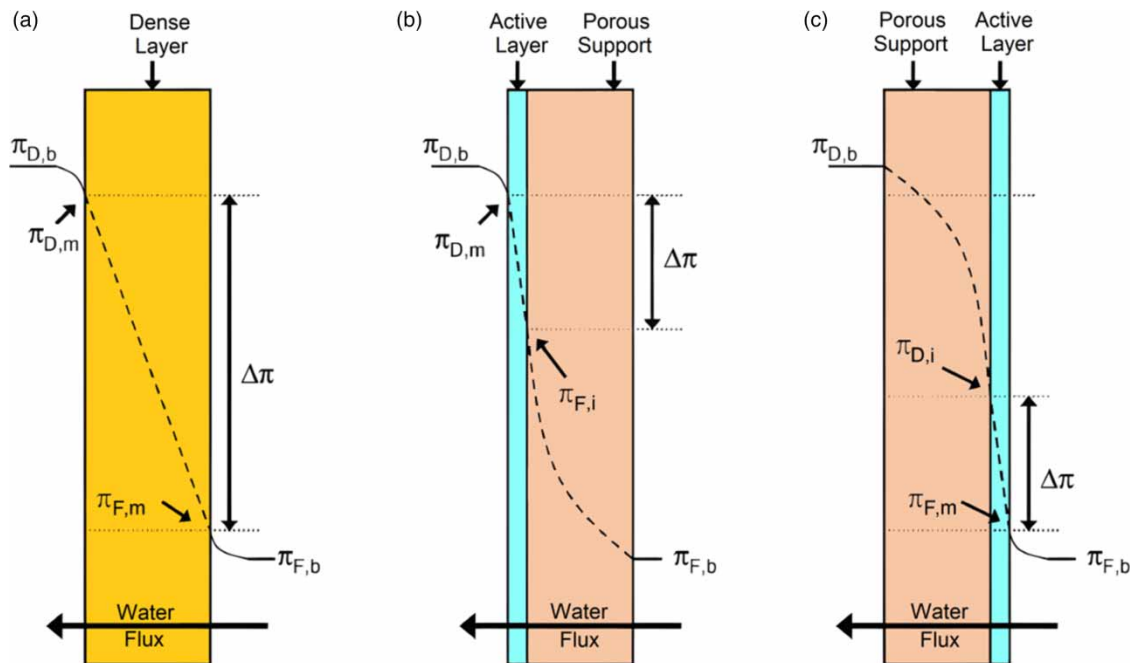 (a)
Dense
Layer
π_D,b
π_D,m
Δπ
π_F,m
π_F,b
Water
Flux
(b)
Active
Layer
Porous
Support
π_D,b
π_D,m
Δπ
π_F,i
π_F,b
Water
Flux
(c)
Porous
Support
Active
Layer
π_D,b
π_D,i
Δπ
π_F,m
π_F,b
Water
Flux